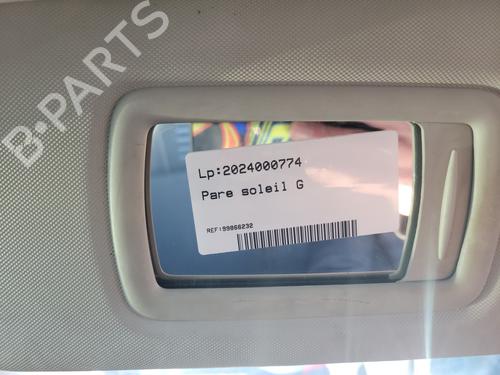 B-PARTS
Lp:2024000774
Pare soleil G
REF:99866232